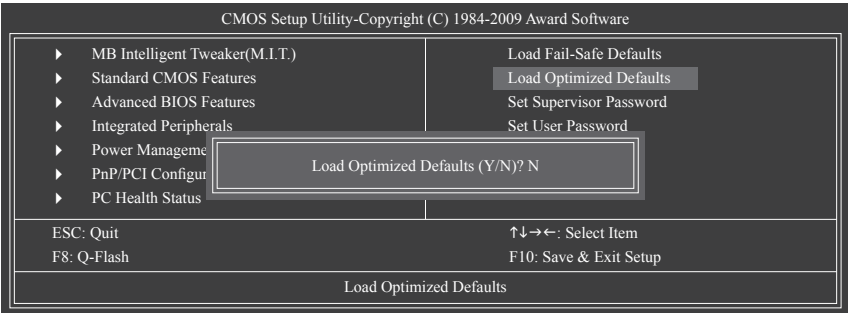 CMOS Setup Utility-Copyright (C) 1984-2009 Award Software
MB Intelligent Tweaker(M.I.T.)
Standard CMOS Features
Advanced BIOS Features
Integrated Peripherals
Power
PnP/PCI
PC Health Status
Load Fail-Safe Defaults
Load Optimized Defaults
Set Supervisor Password
Set User Password
Load Optimized Defaults (Y/N)? N
ESC: Quit
↑↓→←: Select Item
F8: Q-Flash
F10: Save & Exit Setup
Load Optimized Defaults